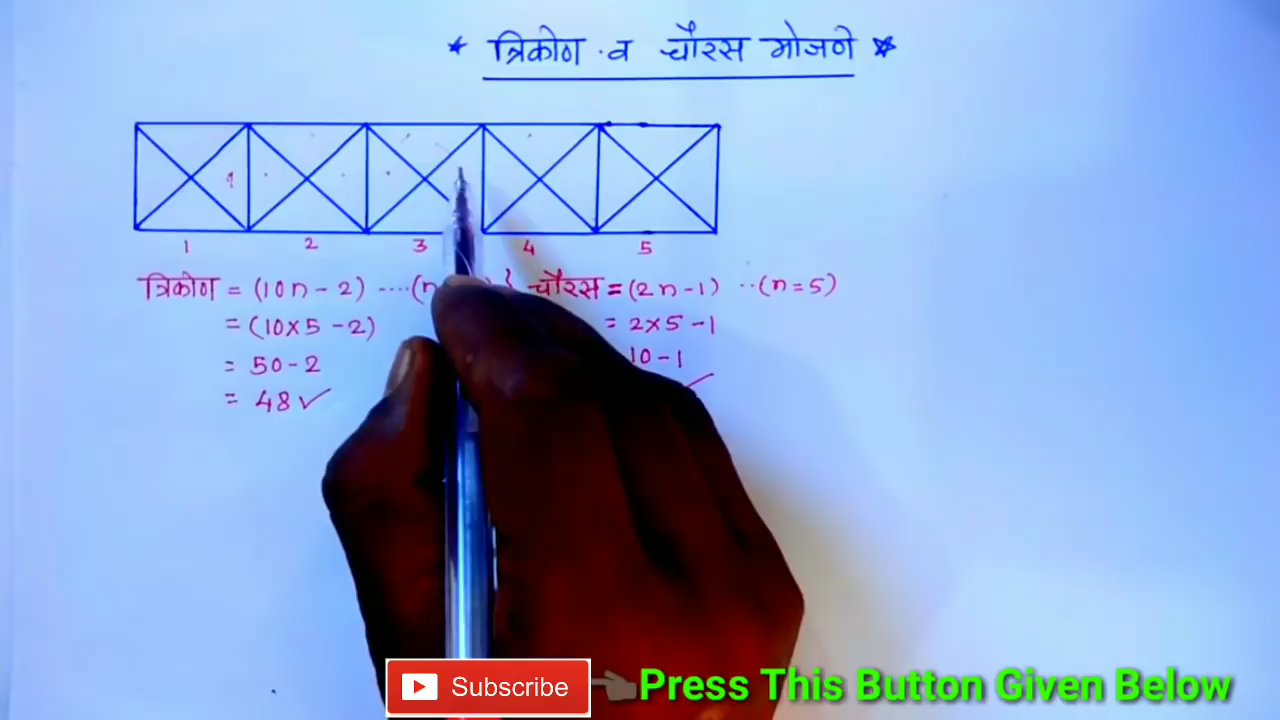 * त्रिकोण व चौरस मोजणे *
1
1 2 3 4 5
त्रिकोण = (10n - 2) ....(n
= (10×5 - 2)
= 50 - 2
= 48 ✓
चौरस = (2n - 1) ..(n = 5)
= 2×5 - 1
10 - 1
Subscribe
Press This Button Given Below